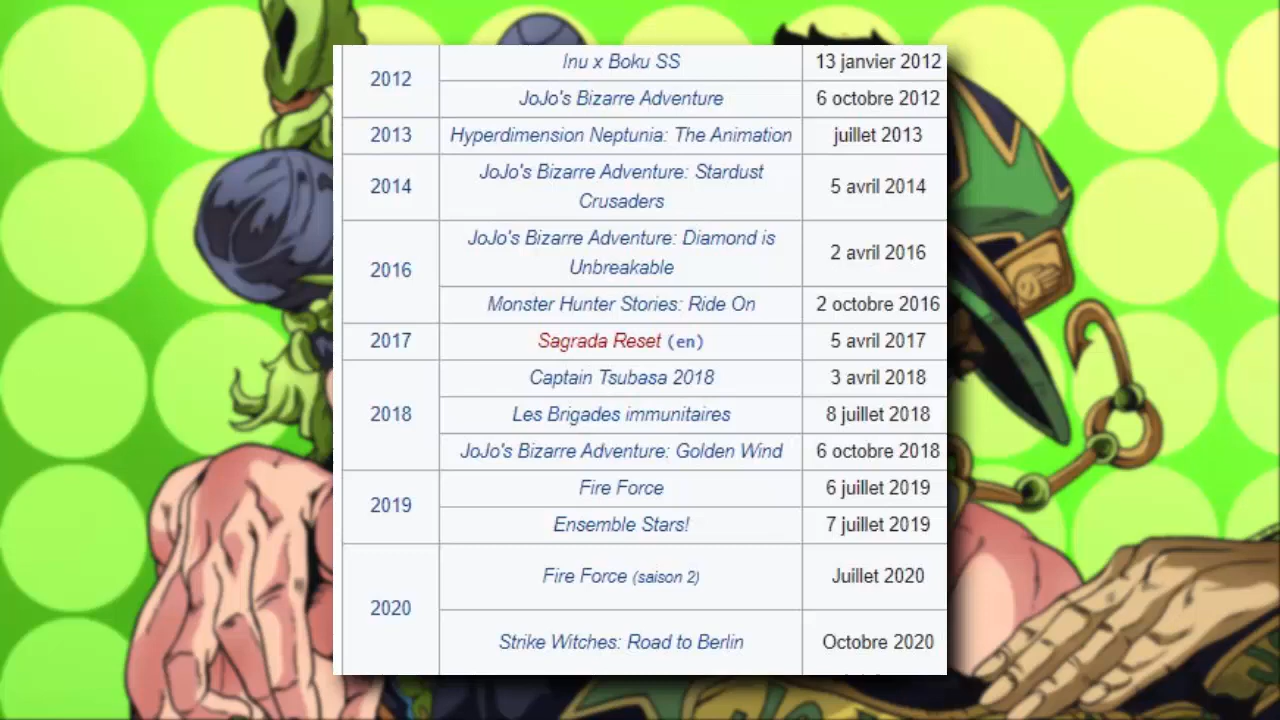 2012
Inu x Boku SS
13 janvier 2012
JoJo's Bizarre Adventure
6 octobre 2012
2013
Hyperdimension Neptunia: The Animation
juillet 2013
2014
JoJo's Bizarre Adventure: Stardust
Crusaders
5 avril 2014
2016
JoJo's Bizarre Adventure: Diamond is
Unbreakable
2 avril 2016
Monster Hunter Stories: Ride On
2 octobre 2016
2017
Sagrada Reset (en)
5 avril 2017
2018
Captain Tsubasa 2018
3 avril 2018
Les Brigades immunitaires
8 juillet 2018
JoJo's Bizarre Adventure: Golden Wind
6 octobre 2018
2019
Fire Force
6 juillet 2019
Ensemble Stars!
7 juillet 2019
2020
Fire Force (saison 2)
Juillet 2020
Strike Witches: Road to Berlin
Octobre 2020